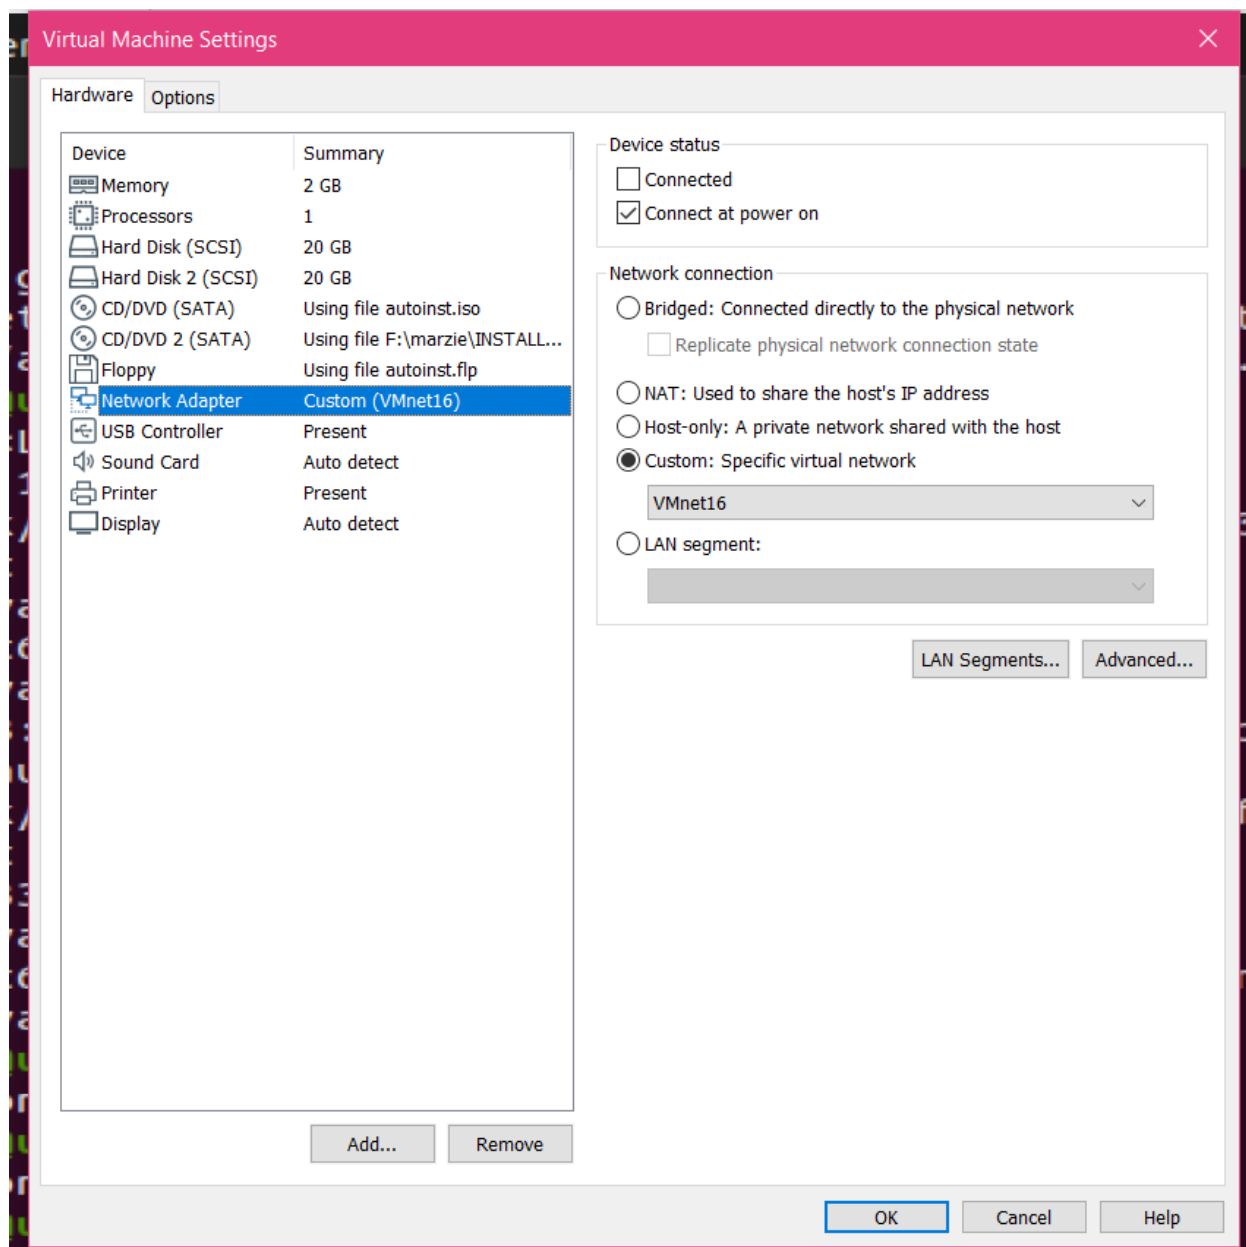 Virtual Machine Settings
Hardware
Options
Device Summary
Memory 2 GB
Processors 1
Hard Disk (SCSI) 20 GB
Hard Disk 2 (SCSI) 20 GB
CD/DVD (SATA) Using file autoinst.iso
CD/DVD 2 (SATA) Using file F:\marzie\INSTALL...
Floppy Using file autoinst.flp
Network Adapter Custom (VMnet16)
USB Controller Present
Sound Card Auto detect
Printer Present
Display Auto detect
Add...
Remove
Device status
Connected
Connect at power on
Network connection
Bridged: Connected directly to the physical network
Replicate physical network connection state
NAT: Used to share the host's IP address
Host-only: A private network shared with the host
Custom: Specific virtual network
VMnet16
LAN segment:
LAN Segments...
Advanced...
OK
Cancel
Help